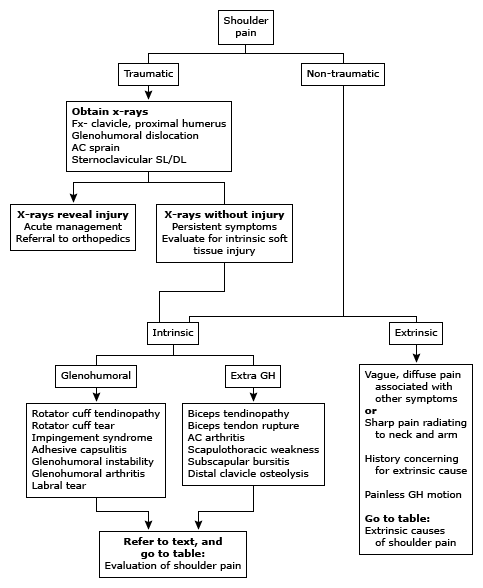 Shoulder
pain
Traumatic
Non-traumatic
Obtain x-rays
Fx- clavicle, proximal humerus
Glenohumoral dislocation
AC sprain
Sternoclavicular SL/DL
X-rays reveal injury
Acute management
Referral to orthopedics
X-rays without injury
Persistent symptoms
Evaluate for intrinsic soft
tissue injury
Intrinsic
Extrinsic
Glenohumoral
Extra GH
Rotator cuff tendinopathy
Rotator cuff tear
Impingement syndrome
Adhesive capsulitis
Glenohumoral instability
Glenohumoral arthritis
Labral tear
Biceps tendinopathy
Biceps tendon rupture
AC arthritis
Scapulothoracic weakness
Subscapular bursitis
Distal clavicle osteolysis
Vague, diffuse pain
associated with
other symptoms
or
Sharp pain radiating
to neck and arm
History concerning
for extrinsic cause
Painless GH motion
Go to table:
Extrinsic causes
of shoulder pain
Refer to text, and
go to table:
Evaluation of shoulder pain